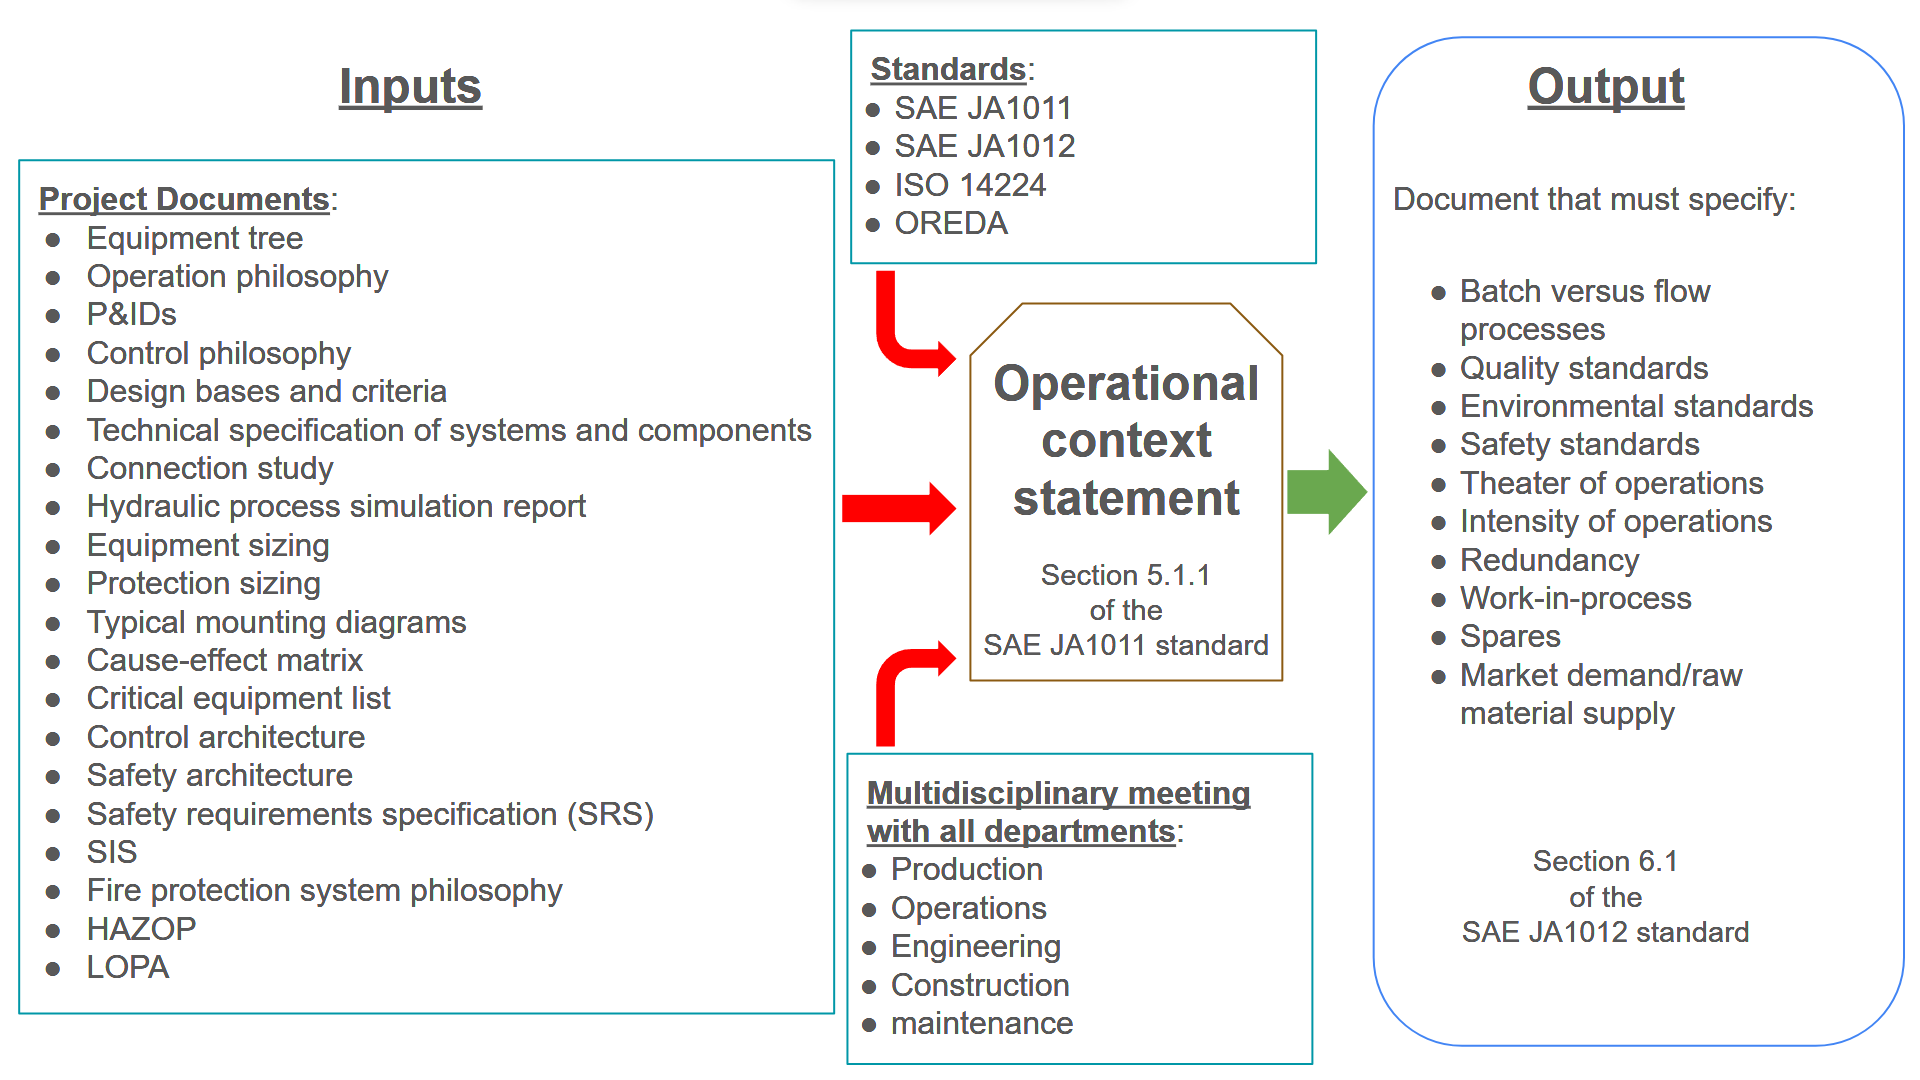 Inputs
Project Documents:
● Equipment tree
● Operation philosophy
● P&IDs
● Control philosophy
● Design bases and criteria
● Technical specification of systems and components
● Connection study
● Hydraulic process simulation report
● Equipment sizing
● Protection sizing
● Typical mounting diagrams
● Cause-effect matrix
● Critical equipment list
● Control architecture
● Safety architecture
● Safety requirements specification (SRS)
● SIS
● Fire protection system philosophy
● HAZOP
● LOPA
Standards:
● SAE JA1011
● SAE JA1012
● ISO 14224
● OREDA
Operational
context
statement
Section 5.1.1
of the
SAE JA1011 standard
Multidisciplinary meeting
with all departments:
● Production
● Operations
● Engineering
● Construction
● maintenance
Output
Document that must specify:
● Batch versus flow
processes
● Quality standards
● Environmental standards
● Safety standards
● Theater of operations
● Intensity of operations
● Redundancy
● Work-in-process
● Spares
● Market demand/raw
material supply
Section 6.1
of the
SAE JA1012 standard